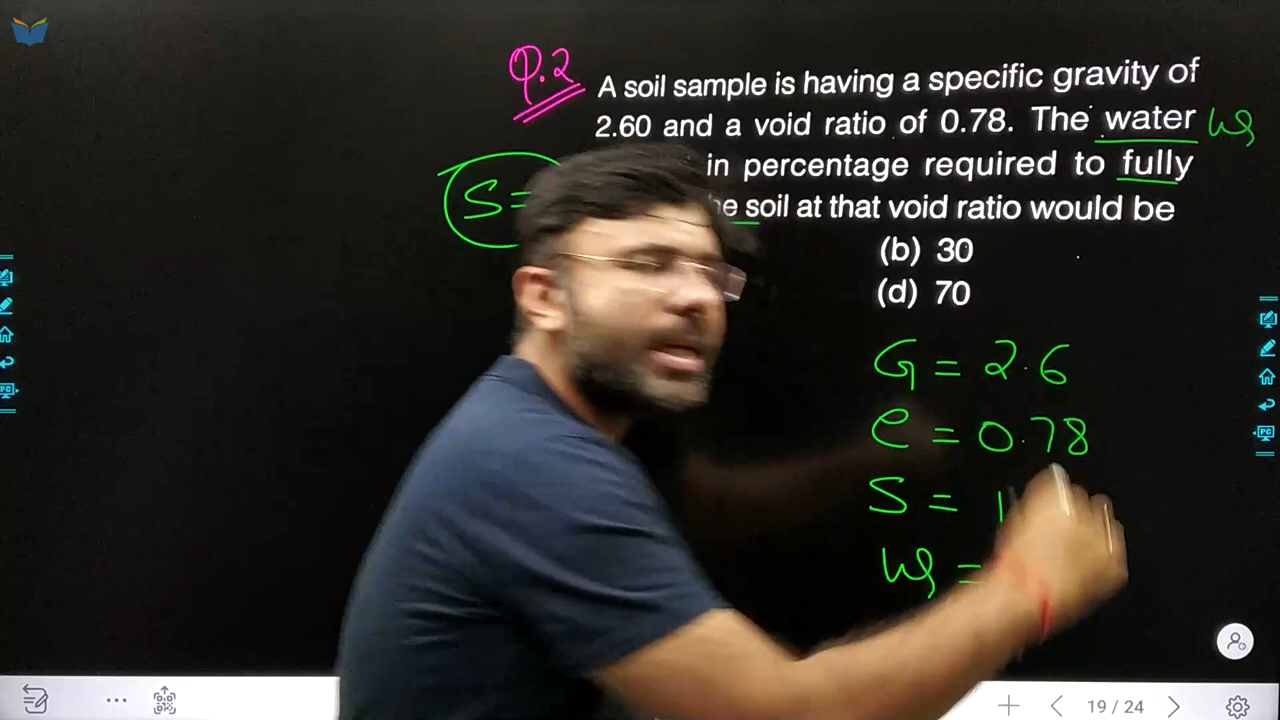 Q.2
A soil sample is having a specific gravity of
2.60 and a void ratio of 0.78. The water w
in percentage required to fully
S =
soil at that void ratio would be
(b) 30
(d) 70
G = 2.6
e = 0.78
S = 1
w =
19 / 24